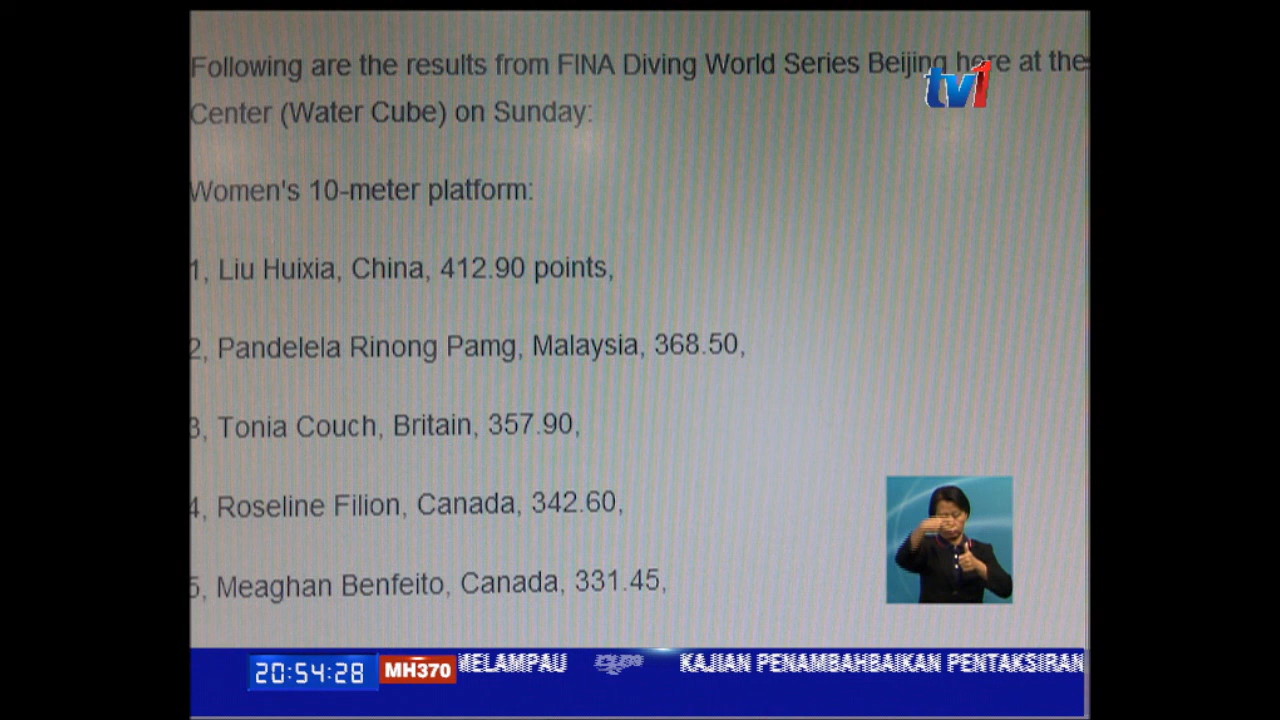 Following are the results from FINA Diving World Series Beijing here at the
Center (Water Cube) on Sunday:
Women's 10-meter platform:
1, Liu Huixia, China, 412.90 points,
2, Pandelela Rinong Pamg, Malaysia, 368.50,
3, Tonia Couch, Britain, 357.90,
4, Roseline Filion, Canada, 342.60,
5, Meaghan Benfeito, Canada, 331.45,
tv1
20:54:28 MH370 MELAMPAU KAJIAN PENAMBAHBAIKAN PENTAKSIRAN